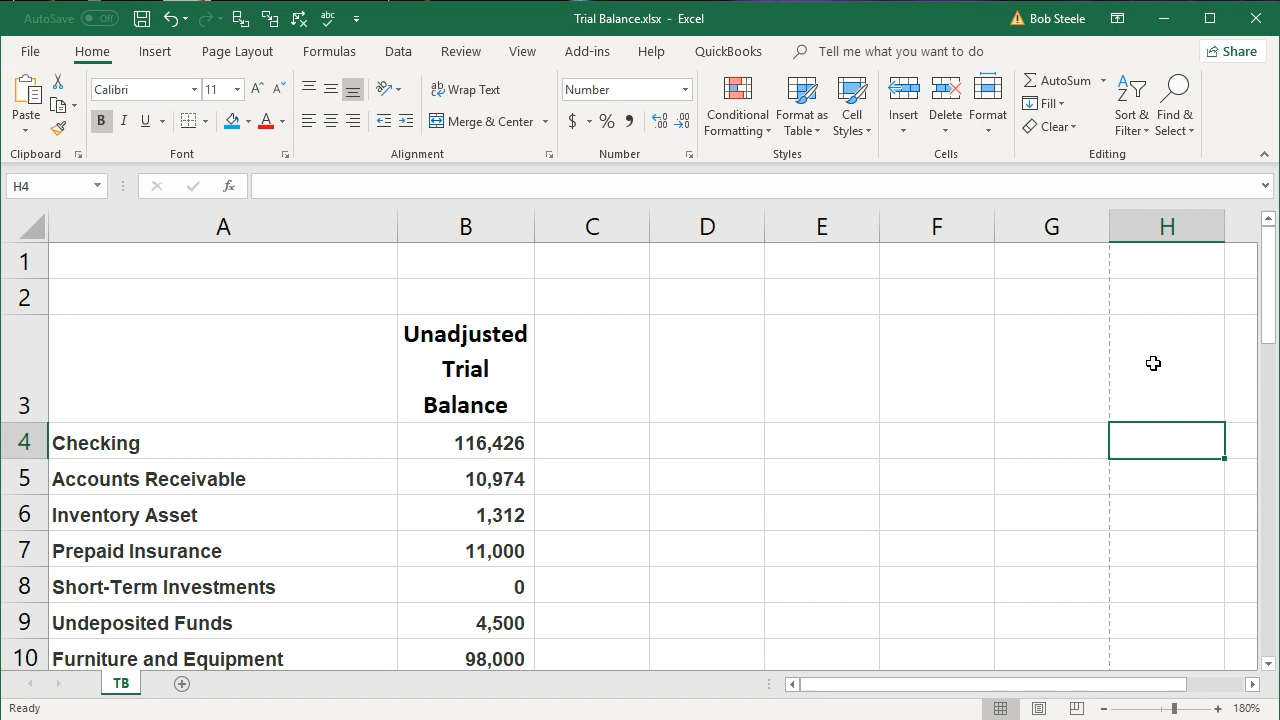 AutoSave Off
Trial Balance.xlsx - Excel
Bob Steele
File Home Insert Page Layout Formulas Data Review View Add-ins Help QuickBooks Tell me what you want to do Share
Paste
Calibri 11
B I U
A
Wrap Text
Merge & Center
Number
$ % ,
Conditional Formatting
Format as Table
Cell Styles
Insert
Delete
Format
AutoSum
Fill
Clear
Sort & Filter
Find & Select
Clipboard Font Alignment Number Styles Cells Editing
H4 fx
A B C D E F G H
1
2
Unadjusted
Trial
3 Balance
4 Checking 116,426
5 Accounts Receivable 10,974
6 Inventory Asset 1,312
7 Prepaid Insurance 11,000
8 Short-Term Investments 0
9 Undeposited Funds 4,500
10 Furniture and Equipment 98,000
TB
Ready 180%